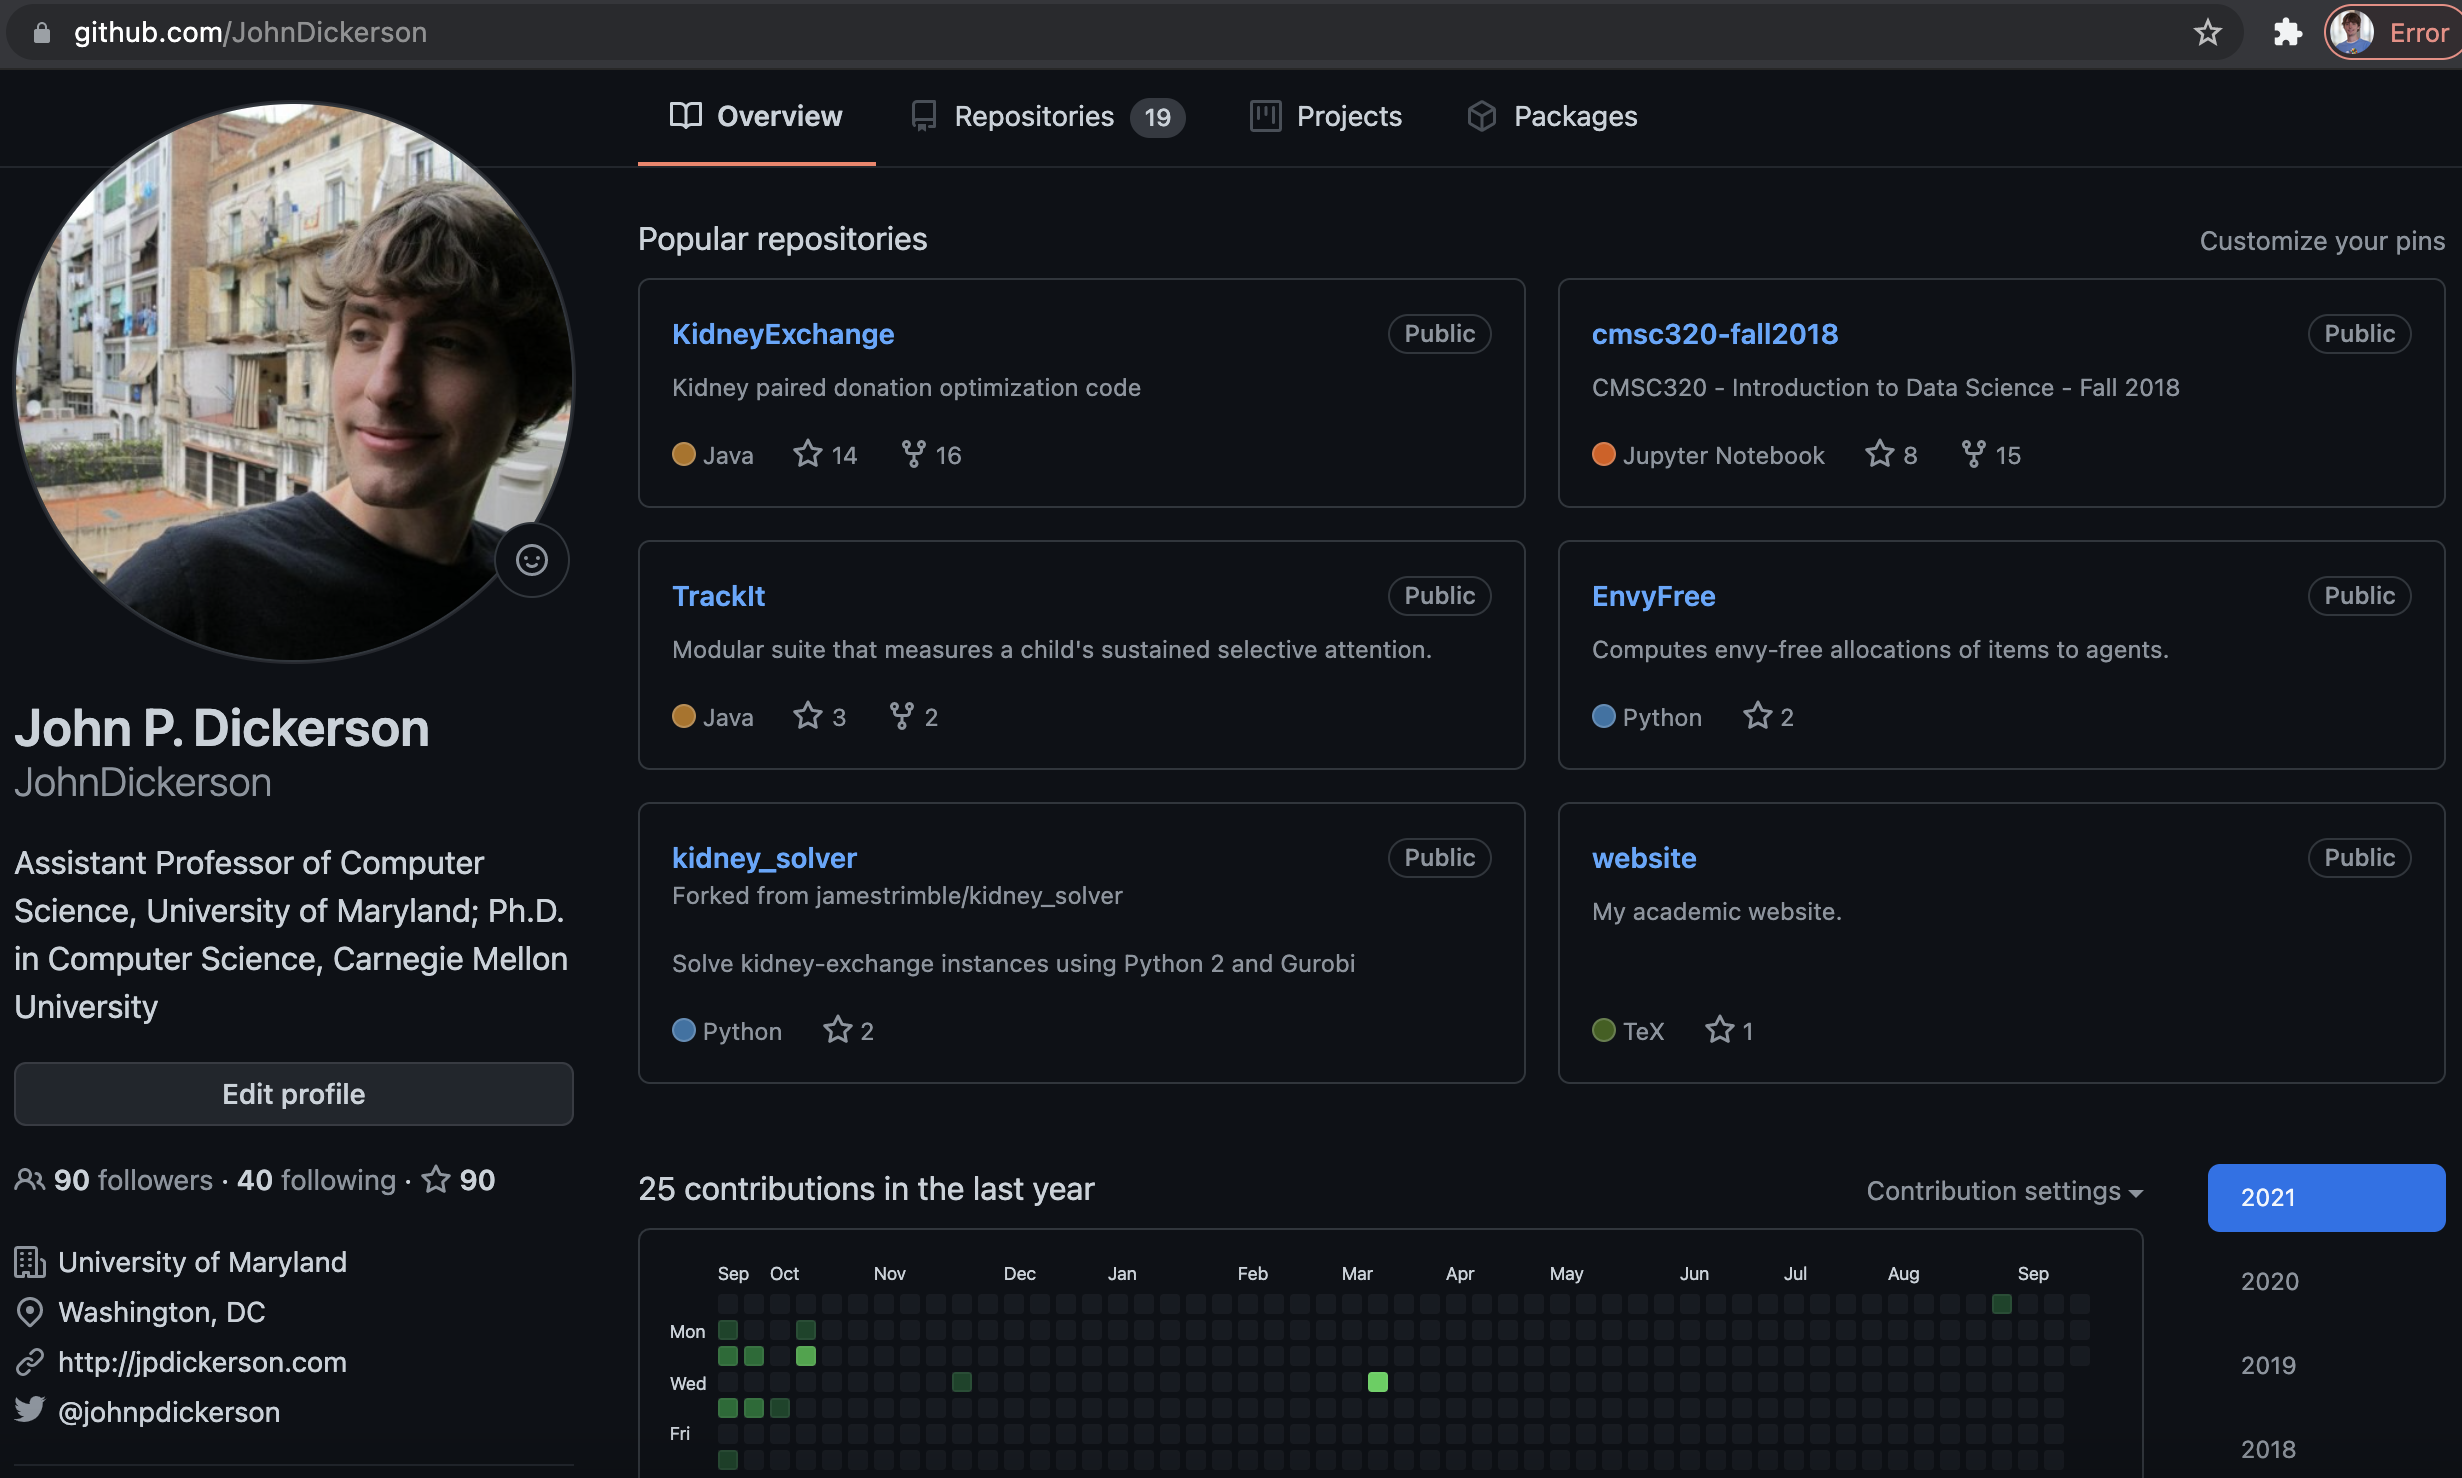 github.com/JohnDickerson
Error
Overview
Repositories 19
Projects
Packages
John P. Dickerson
JohnDickerson
Assistant Professor of Computer
Science, University of Maryland; Ph.D.
in Computer Science, Carnegie Mellon
University
Edit profile
90 followers · 40 following · 90
University of Maryland
Washington, DC
http://jpdickerson.com
@johnpdickerson
Popular repositories
Customize your pins
KidneyExchange
Public
Kidney paired donation optimization code
Java 14 16
cmsc320-fall2018
Public
CMSC320 - Introduction to Data Science - Fall 2018
Jupyter Notebook 8 15
TrackIt
Public
Modular suite that measures a child's sustained selective attention.
Java 3 2
EnvyFree
Public
Computes envy-free allocations of items to agents.
Python 2
kidney_solver
Public
Forked from jamestrimble/kidney_solver
Solve kidney-exchange instances using Python 2 and Gurobi
Python 2
website
Public
My academic website.
TeX 1
25 contributions in the last year
Contribution settings
Sep Oct Nov Dec Jan Feb Mar Apr May Jun Jul Aug Sep
Mon
Wed
Fri
2021
2020
2019
2018